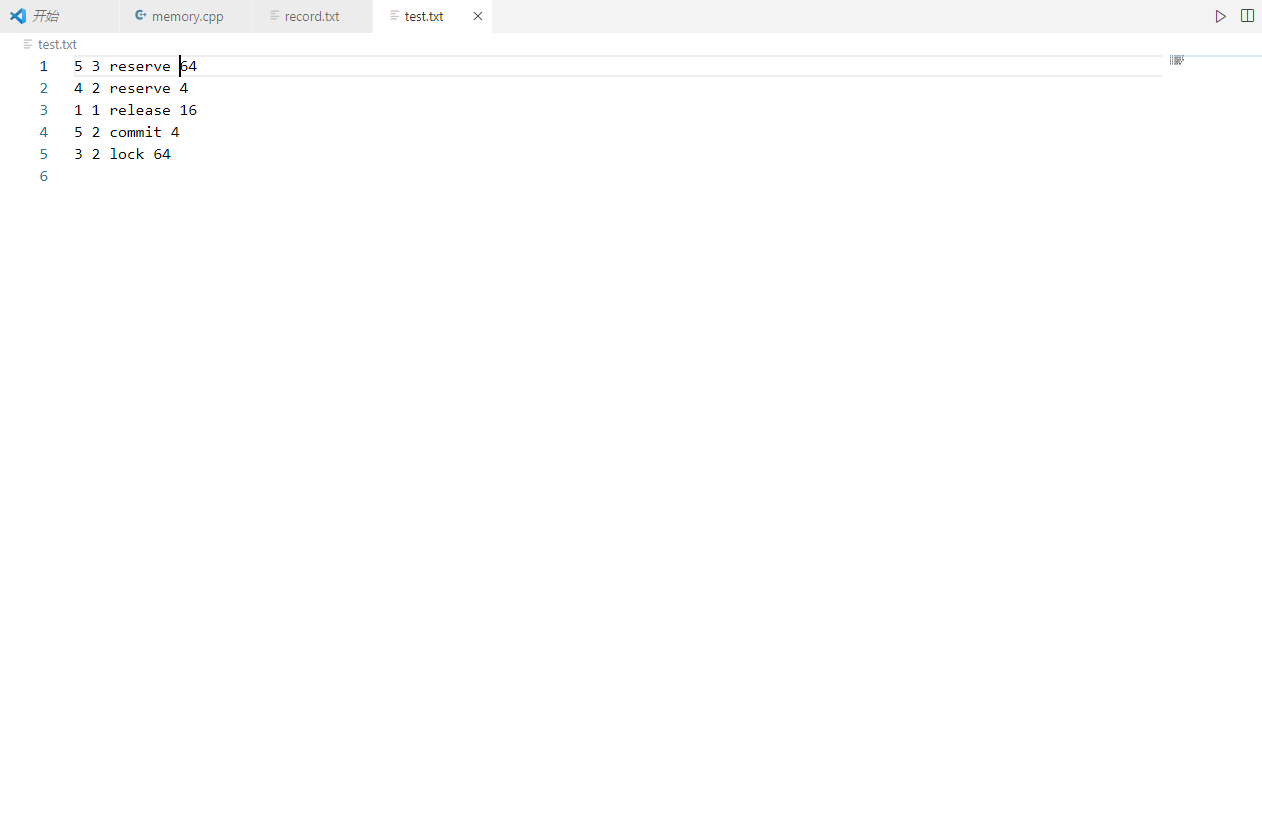 开始 memory.cpp record.txt test.txt
test.txt
1 5 3 reserve 64
2 4 2 reserve 4
3 1 1 release 16
4 5 2 commit 4
5 3 2 lock 64
6